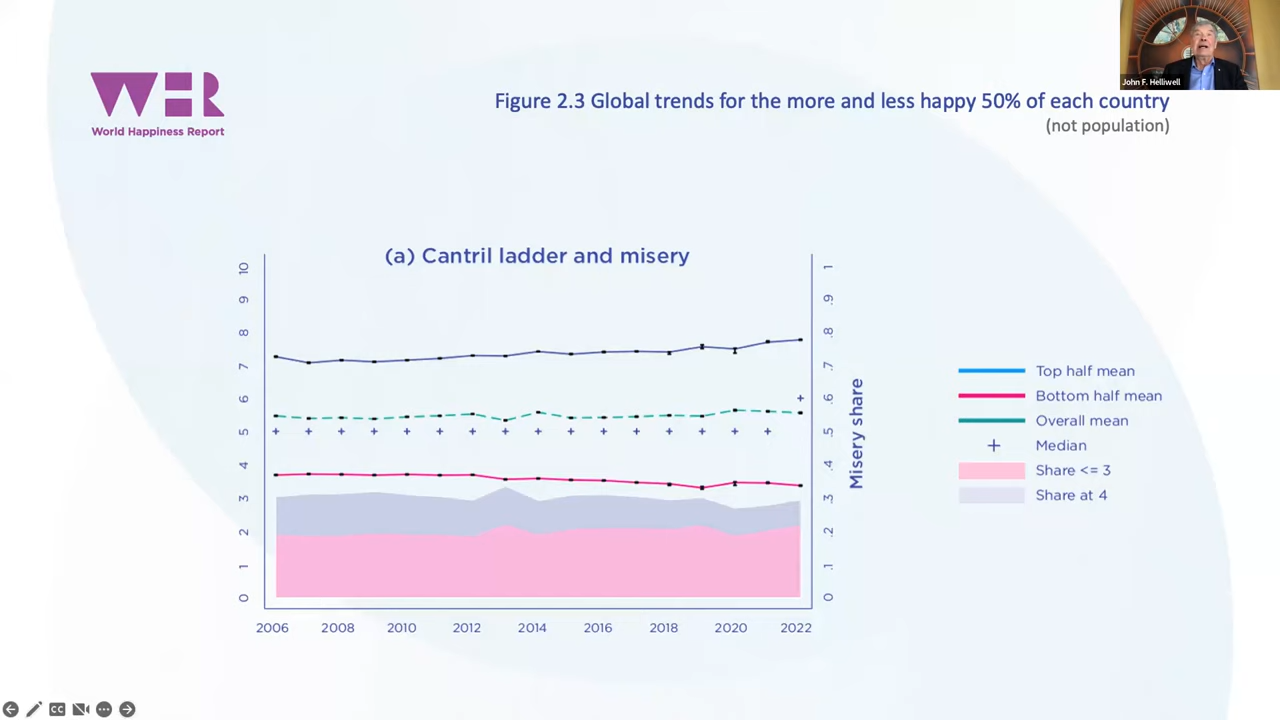 John F. Helliwell
WHR
World Happiness Report
Figure 2.3 Global trends for the more and less happy 50% of each country
(not population)
(a) Cantril ladder and misery
10
9
8
7
6
5
4
3
2
1
0
1
.9
.8
.7
.6
.5
.4
.3
.2
.1
0
Misery share
2006 2008 2010 2012 2014 2016 2018 2020 2022
Top half mean
Bottom half mean
Overall mean
Median
Share <= 3
Share at 4
CC